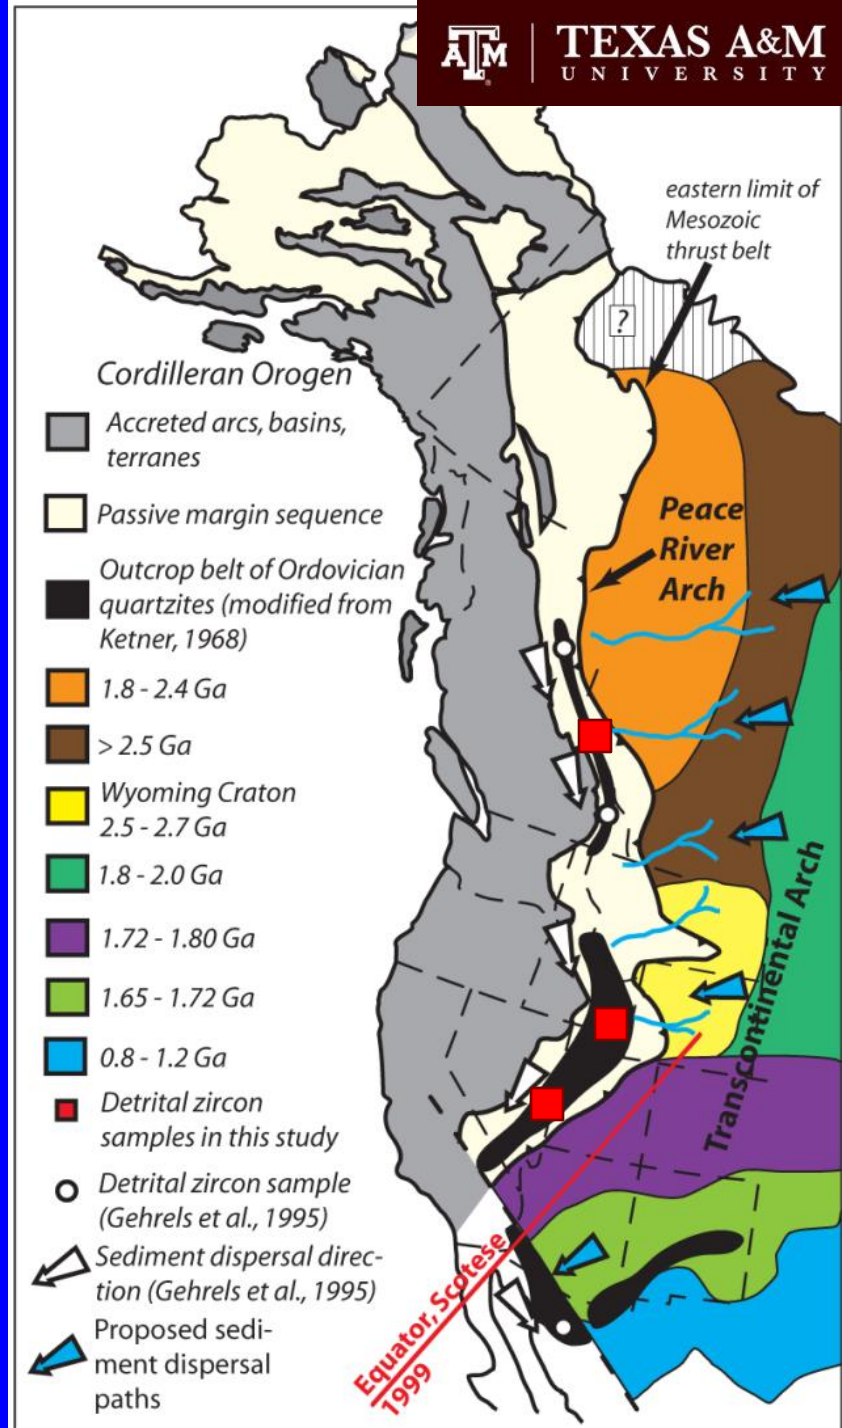 ATM
TEXAS A&M
UNIVERSITY
eastern limit of
Mesozoic
thrust belt
?
Cordilleran Orogen
Accreted arcs, basins,
terranes
Passive margin sequence
Outcrop belt of Ordovician
quartzites (modified from
Ketner, 1968)
1.8 - 2.4 Ga
> 2.5 Ga
Wyoming Craton
2.5 - 2.7 Ga
1.8 - 2.0 Ga
1.72 - 1.80 Ga
1.65 - 1.72 Ga
0.8 - 1.2 Ga
Detrital zircon
samples in this study
Detrital zircon sample
(Gehrels et al., 1995)
Sediment dispersal direc-
tion (Gehrels et al., 1995)
Proposed sedi-
ment dispersal
paths
Peace
River
Arch
Transcontinental Arch
Equator, Scotese
1999